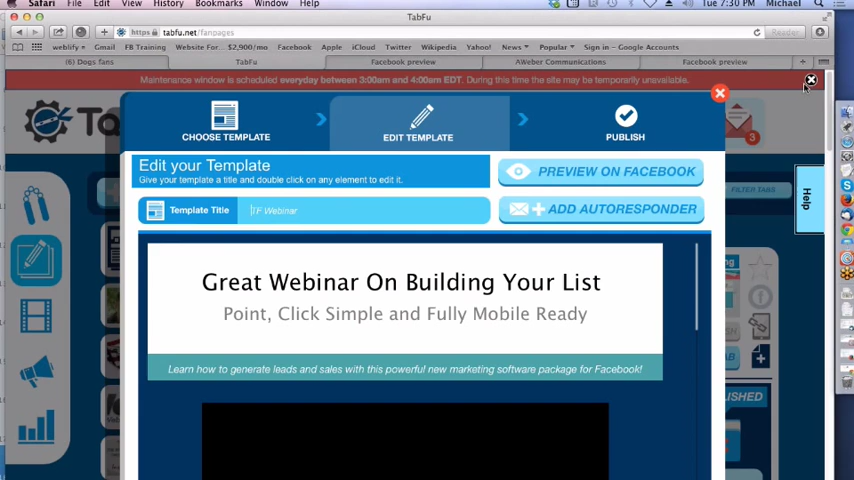 Safari File Edit View History Bookmarks Window Help
Tue 7:30 PM Michael
TabFu
https tabfu.net/fanpages
Reader
weblify Gmail FB Training Website For... $2,900/mo Facebook Apple iCloud Twitter Wikipedia Yahoo! News Popular Sign in - Google Accounts
(6) Dogs fans TabFu Facebook preview AWeber Communications Facebook preview
Maintenance window is scheduled everyday between 3:00am and 4:00am EDT. During this time the site may be temporarily unavailable.
3
CHOOSE TEMPLATE
EDIT TEMPLATE
PUBLISH
Edit your Template
Give your template a title and double click on any element to edit it.
PREVIEW ON FACEBOOK
Template Title TF Webinar
ADD AUTORESPONDER
FILTER TABS
Help
Great Webinar On Building Your List
Point, Click Simple and Fully Mobile Ready
Learn how to generate leads and sales with this powerful new marketing software package for Facebook!